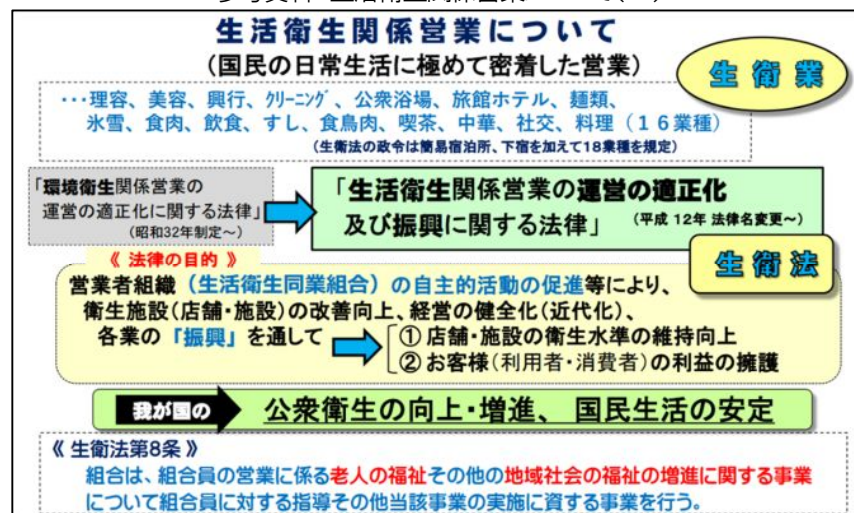 生活衛生関係営業について
(国民の日常生活に極めて密着した営業)
生衛業
･･･理容、美容、興行、ｸﾘｰﾆﾝｸﾞ、公衆浴場、旅館ホテル、麺類、
氷雪、食肉、飲食、すし、食鳥肉、喫茶、中華、社交、料理(16業種)
(生衛法の政令は簡易宿泊所、下宿を加えて18業種を規定)
「環境衛生関係営業の
運営の適正化に関する法律」
(昭和32年制定～)
「生活衛生関係営業の運営の適正化
及び振興に関する法律」 (平成 12年 法律名変更～)
生衛法
《 法律の目的 》
営業者組織(生活衛生同業組合)の自主的活動の促進等により、
衛生施設(店舗・施設)の改善向上、経営の健全化(近代化)、
各業の「振興」を通して
① 店舗・施設の衛生水準の維持向上
② お客様(利用者・消費者)の利益の擁護
我が国の 公衆衛生の向上・増進、 国民生活の安定
《 生衛法第8条 》
組合は、組合員の営業に係る老人の福祉その他の地域社会の福祉の増進に関する事業
について組合員に対する指導その他当該事業の実施に資する事業を行う。